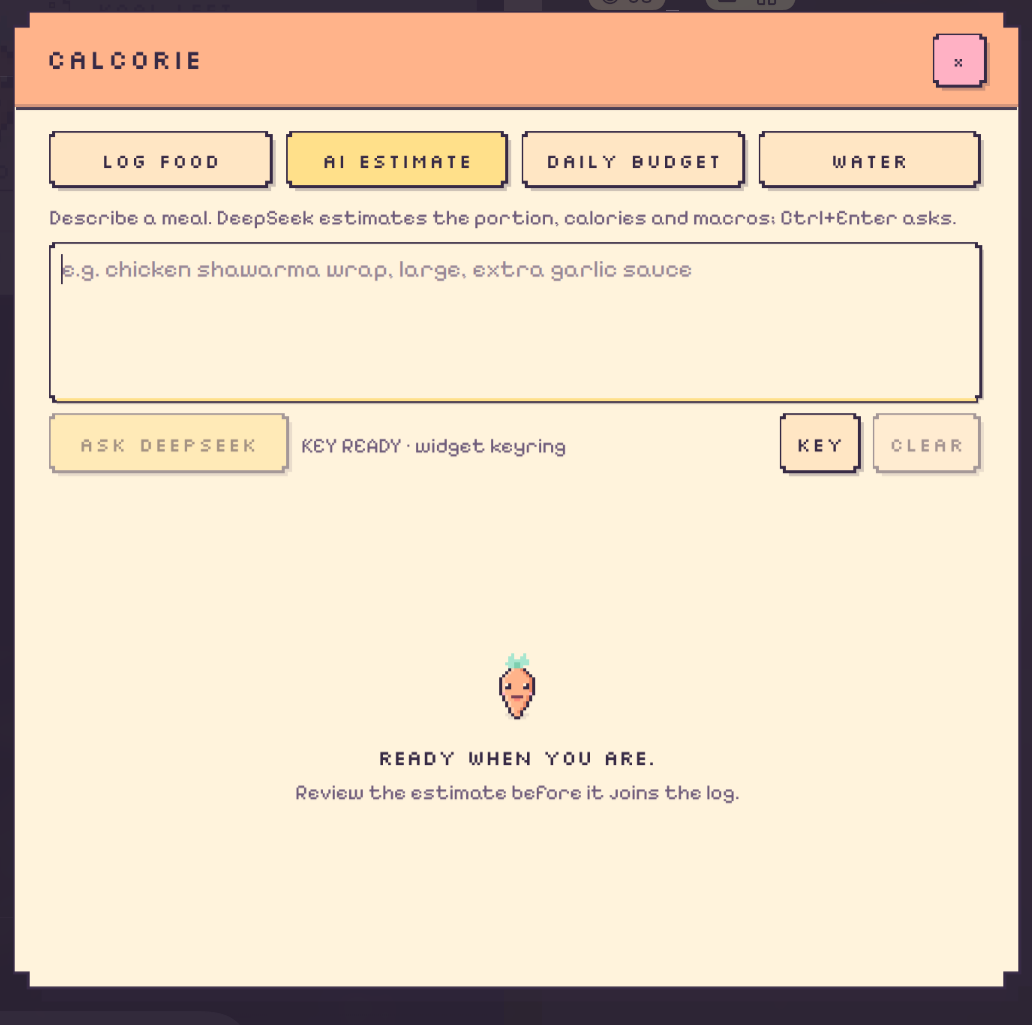 CALCORIE
x
LOG FOOD
AI ESTIMATE
DAILY BUDGET
WATER
Describe a meal. DeepSeek estimates the portion, calories and macros; Ctrl+Enter asks.
e.g. chicken shawarma wrap, large, extra garlic sauce
ASK DEEPSEEK
KEY READY · widget keyring
KEY
CLEAR
READY WHEN YOU ARE.
Review the estimate before it joins the log.